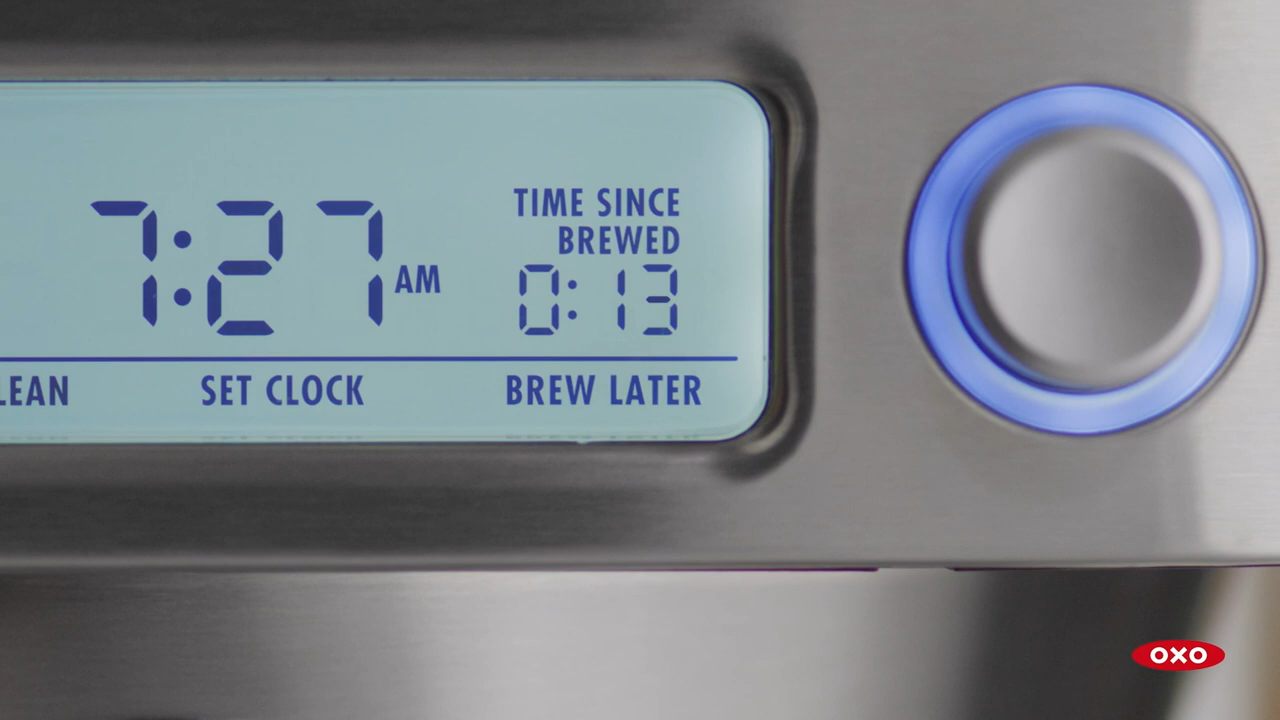 7:27 AM
TIME SINCE
BREWED
0:13
LEAN
SET CLOCK
BREW LATER
OXO